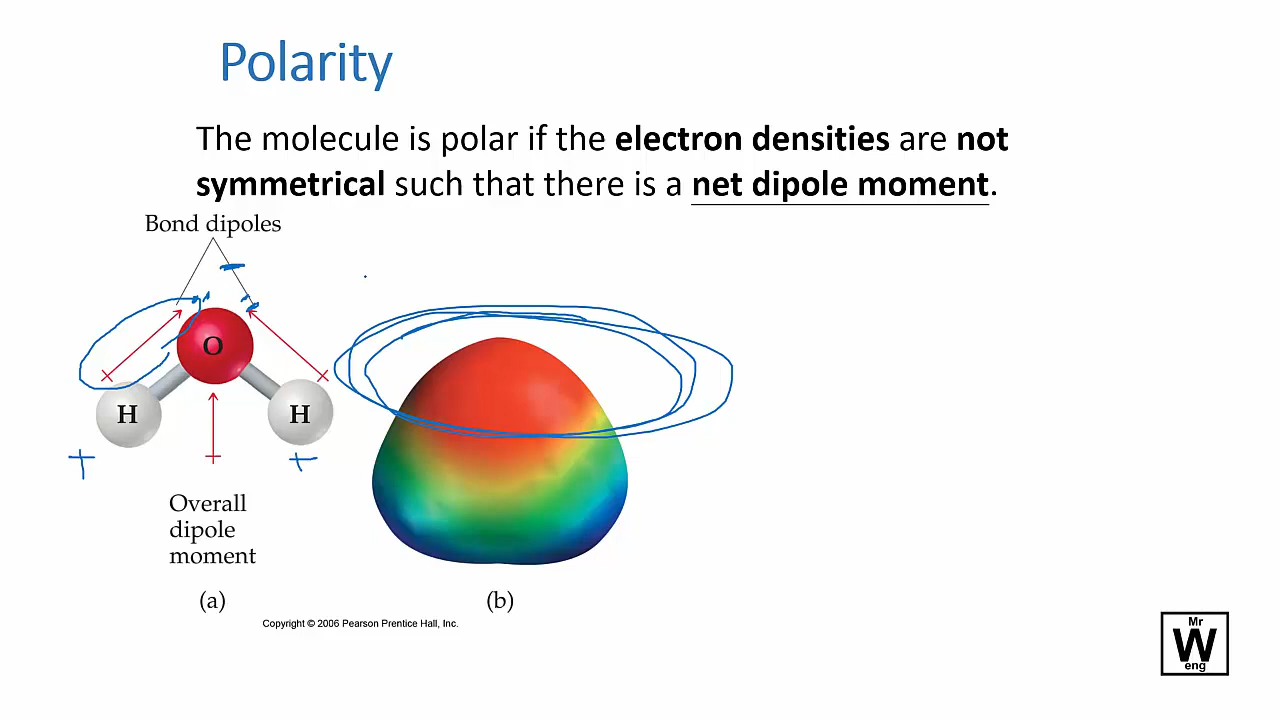 Polarity
The molecule is polar if the electron densities are not
symmetrical such that there is a net dipole moment.
Bond dipoles
O
H
H
+
+
Overall
dipole
moment
(a)
(b)
Copyright © 2006 Pearson Prentice Hall, Inc.
Mr
W
eng